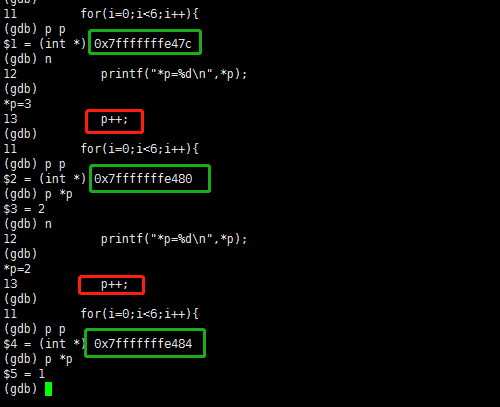 (gdb)
11         for(i=0;i<6;i++){
(gdb) p p
$1 = (int *) 0x7fffffffe47c
(gdb) n
12            printf("*p=%d\n",*p);
(gdb)
*p=3
13            p++;
(gdb)
11         for(i=0;i<6;i++){
(gdb) p p
$2 = (int *) 0x7fffffffe480
(gdb) p *p
$3 = 2
(gdb) n
12            printf("*p=%d\n",*p);
(gdb)
*p=2
13            p++;
(gdb)
11         for(i=0;i<6;i++){
(gdb) p p
$4 = (int *) 0x7fffffffe484
(gdb) p *p
$5 = 1
(gdb)